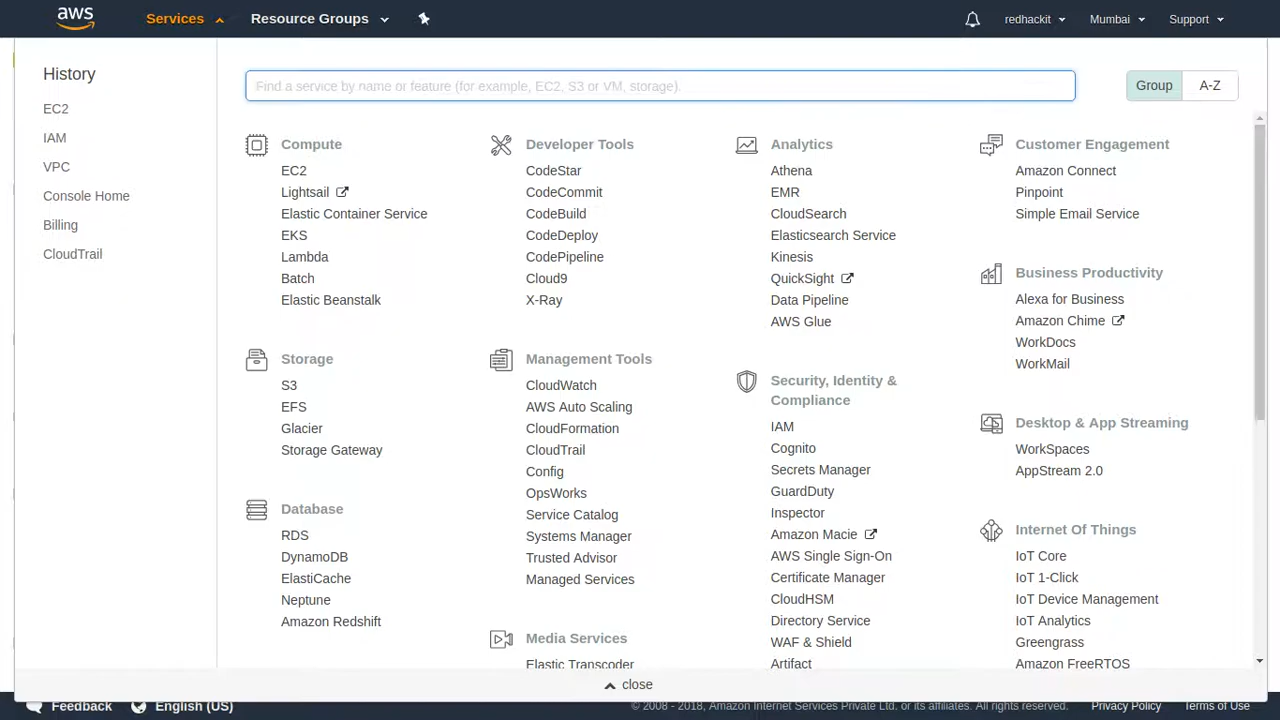 aws Services Resource Groups redhackit Mumbai Support
History
EC2
IAM
VPC
Console Home
Billing
CloudTrail
Find a service by name or feature (for example, EC2, S3 or VM, storage).
Group A-Z
Compute
EC2
Lightsail
Elastic Container Service
EKS
Lambda
Batch
Elastic Beanstalk
Storage
S3
EFS
Glacier
Storage Gateway
Database
RDS
DynamoDB
ElastiCache
Neptune
Amazon Redshift
Developer Tools
CodeStar
CodeCommit
CodeBuild
CodeDeploy
CodePipeline
Cloud9
X-Ray
Management Tools
CloudWatch
AWS Auto Scaling
CloudFormation
CloudTrail
Config
OpsWorks
Service Catalog
Systems Manager
Trusted Advisor
Managed Services
Media Services
Elastic Transcoder
Analytics
Athena
EMR
CloudSearch
Elasticsearch Service
Kinesis
QuickSight
Data Pipeline
AWS Glue
Security, Identity &
Compliance
IAM
Cognito
Secrets Manager
GuardDuty
Inspector
Amazon Macie
AWS Single Sign-On
Certificate Manager
CloudHSM
Directory Service
WAF & Shield
Artifact
Customer Engagement
Amazon Connect
Pinpoint
Simple Email Service
Business Productivity
Alexa for Business
Amazon Chime
WorkDocs
WorkMail
Desktop & App Streaming
WorkSpaces
AppStream 2.0
Internet Of Things
IoT Core
IoT 1-Click
IoT Device Management
IoT Analytics
Greengrass
Amazon FreeRTOS
close
Feedback English (US) © 2008 - 2018, Amazon Internet Services Private Ltd. or its affiliates. All rights reserved. Privacy Policy Terms of Use